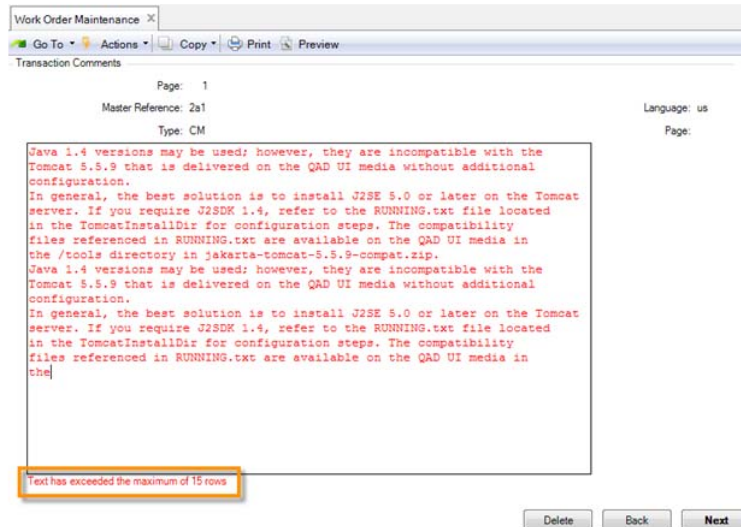 Work Order Maintenance X
Go To Actions Copy Print Preview
Transaction Comments
Page: 1
Master Reference: 2a1 Language: us
Type: CM Page:
Java 1.4 versions may be used; however, they are incompatible with the
Tomcat 5.5.9 that is delivered on the QAD UI media without additional
configuration.
In general, the best solution is to install J2SE 5.0 or later on the Tomcat
server. If you require J2SDK 1.4, refer to the RUNNING.txt file located
in the TomcatInstallDir for configuration steps. The compatibility
files referenced in RUNNING.txt are available on the QAD UI media in
the /tools directory in jakarta-tomcat-5.5.9-compat.zip.
Java 1.4 versions may be used; however, they are incompatible with the
Tomcat 5.5.9 that is delivered on the QAD UI media without additional
configuration.
In general, the best solution is to install J2SE 5.0 or later on the Tomcat
server. If you require J2SDK 1.4, refer to the RUNNING.txt file located
in the TomcatInstallDir for configuration steps. The compatibility
files referenced in RUNNING.txt are available on the QAD UI media in
the
Text has exceeded the maximum of 15 rows
Delete Back Next